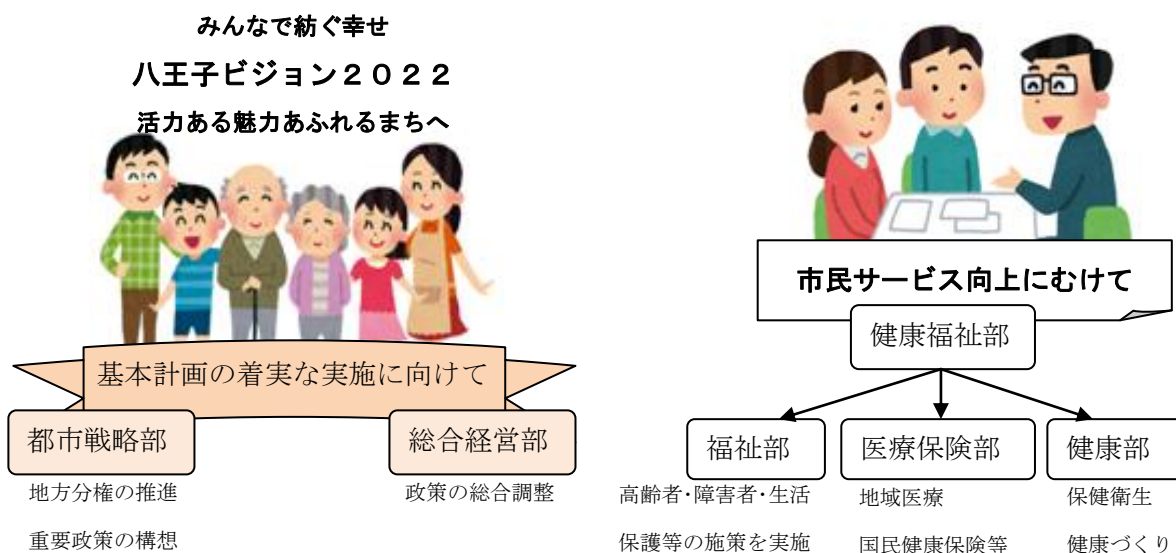 みんなで紡ぐ幸せ
八王子ビジョン２０２２
活力ある魅力あふれるまちへ
基本計画の着実な実施に向けて
都市戦略部
総合経営部
地方分権の推進
重要政策の構想
政策の総合調整
市民サービス向上にむけて
健康福祉部
福祉部
医療保険部
健康部
高齢者・障害者・生活
保護等の施策を実施
地域医療
国民健康保険等
保健衛生
健康づくり